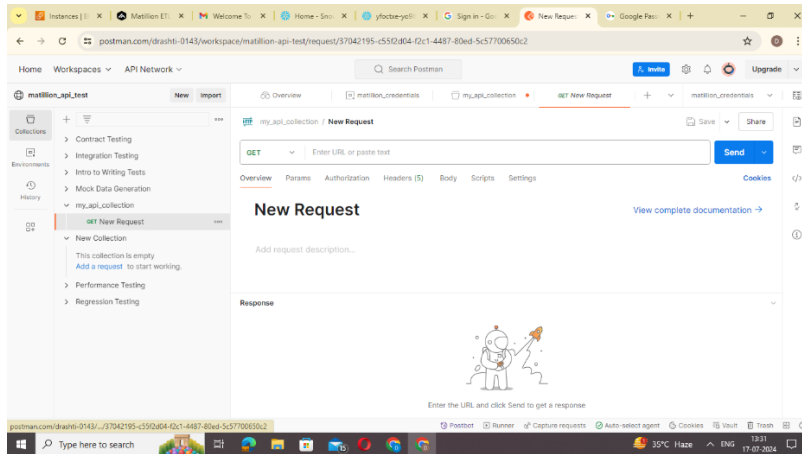 Instances | E
Matillion ETL
Welcome To
Home - Snow
yfoctxe-yo90
Sign in - Goo
New Request
Google Pass
postman.com/drashti-0143/workspace/matillion-api-test/request/37042195-c55f2d04-f2c1-4487-80ed-5c57700650c2
Home Workspaces API Network Search Postman Invite Upgrade
matillion_api_test New Import Overview matillion_credentials my_api_collection GET New Request matillion_credentials
Collections
Environments
History
Contract Testing
Integration Testing
Intro to Writing Tests
Mock Data Generation
my_api_collection
GET New Request
New Collection
This collection is empty
Add a request to start working.
Performance Testing
Regression Testing
my_api_collection / New Request Save Share
GET Enter URL or paste text Send
Overview Params Authorization Headers (5) Body Scripts Settings Cookies
New Request
View complete documentation →
Add request description...
Response
Enter the URL and click Send to get a response
postman.com/drashti-0143/.../37042195-c55f2d04-f2c1-4487-80ed-5c57700650c2
Postbot Runner Capture requests Auto-select agent Cookies Vault Trash
Type here to search 35°C Haze ENG 13:31
17-07-2024